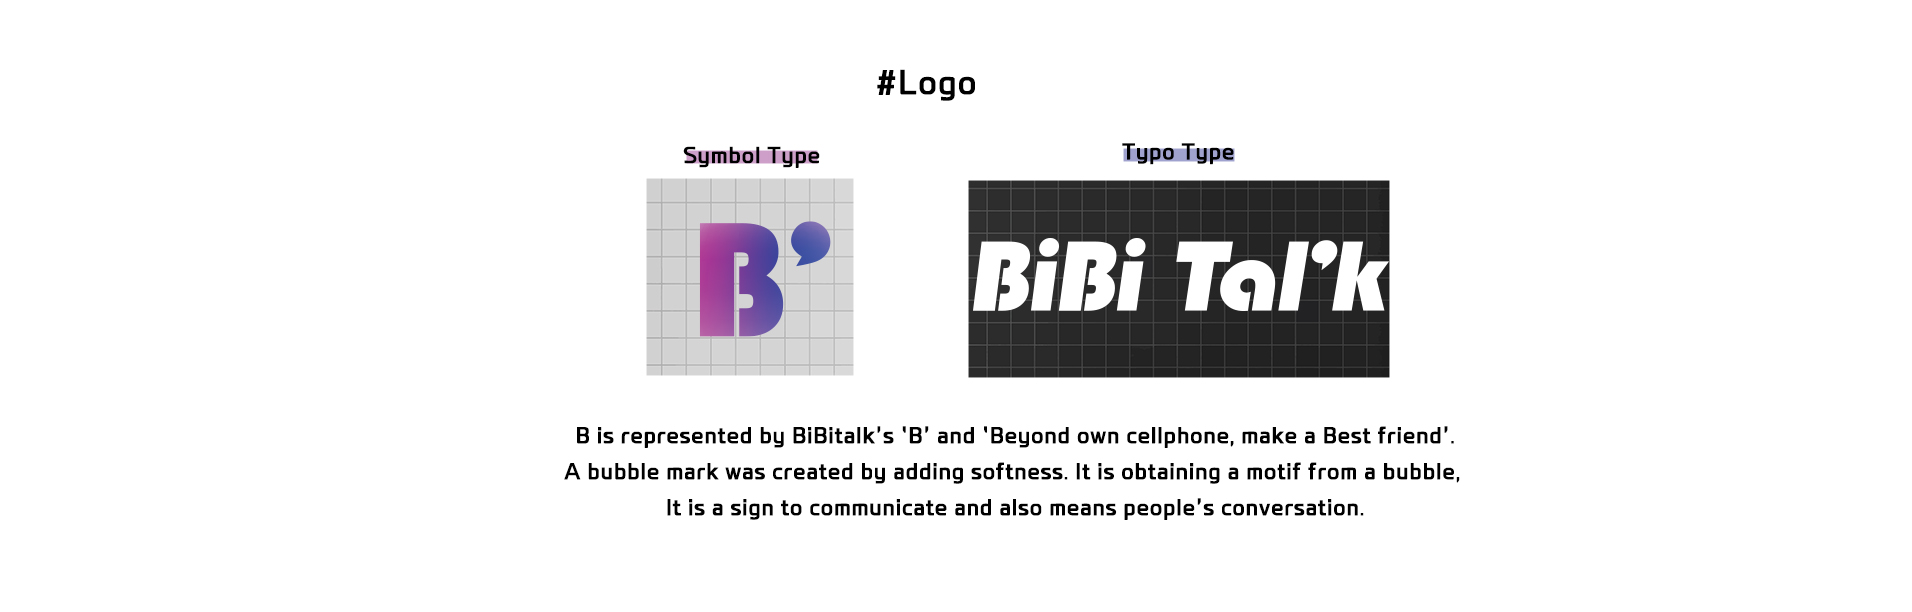 #Logo
Symbol Type
Typo Type
B’
BiBi Tal’k
B is represented by BiBitalk’s ‘B’ and ‘Beyond own cellphone, make a Best friend’.
A bubble mark was created by adding softness. It is obtaining a motif from a bubble,
It is a sign to communicate and also means people’s conversation.